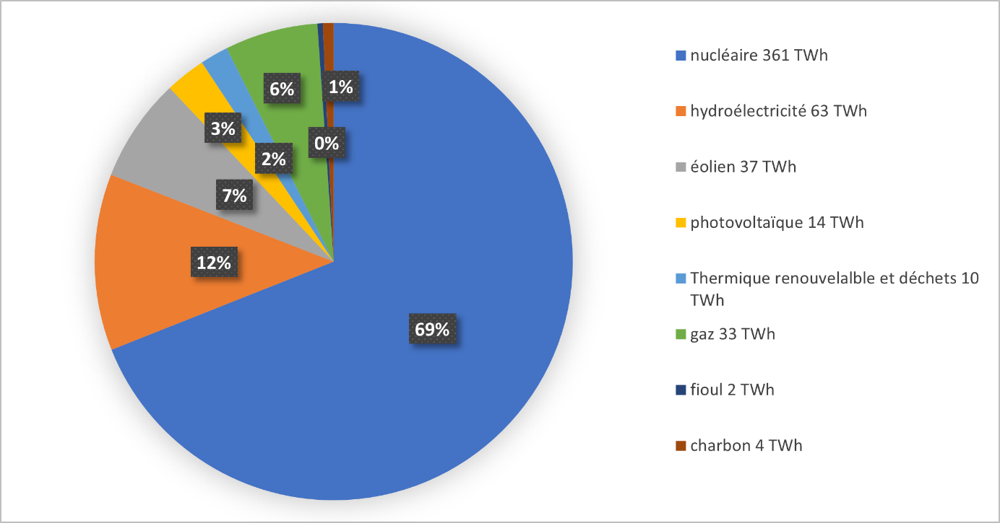 6%
1%
3%
0%
2%
7%
12%
69%
nucléaire 361 TWh
hydroélectricité 63 TWh
éolien 37 TWh
photovoltaïque 14 TWh
Thermique renouvelalble et déchets 10
TWh
gaz 33 TWh
fioul 2 TWh
charbon 4 TWh